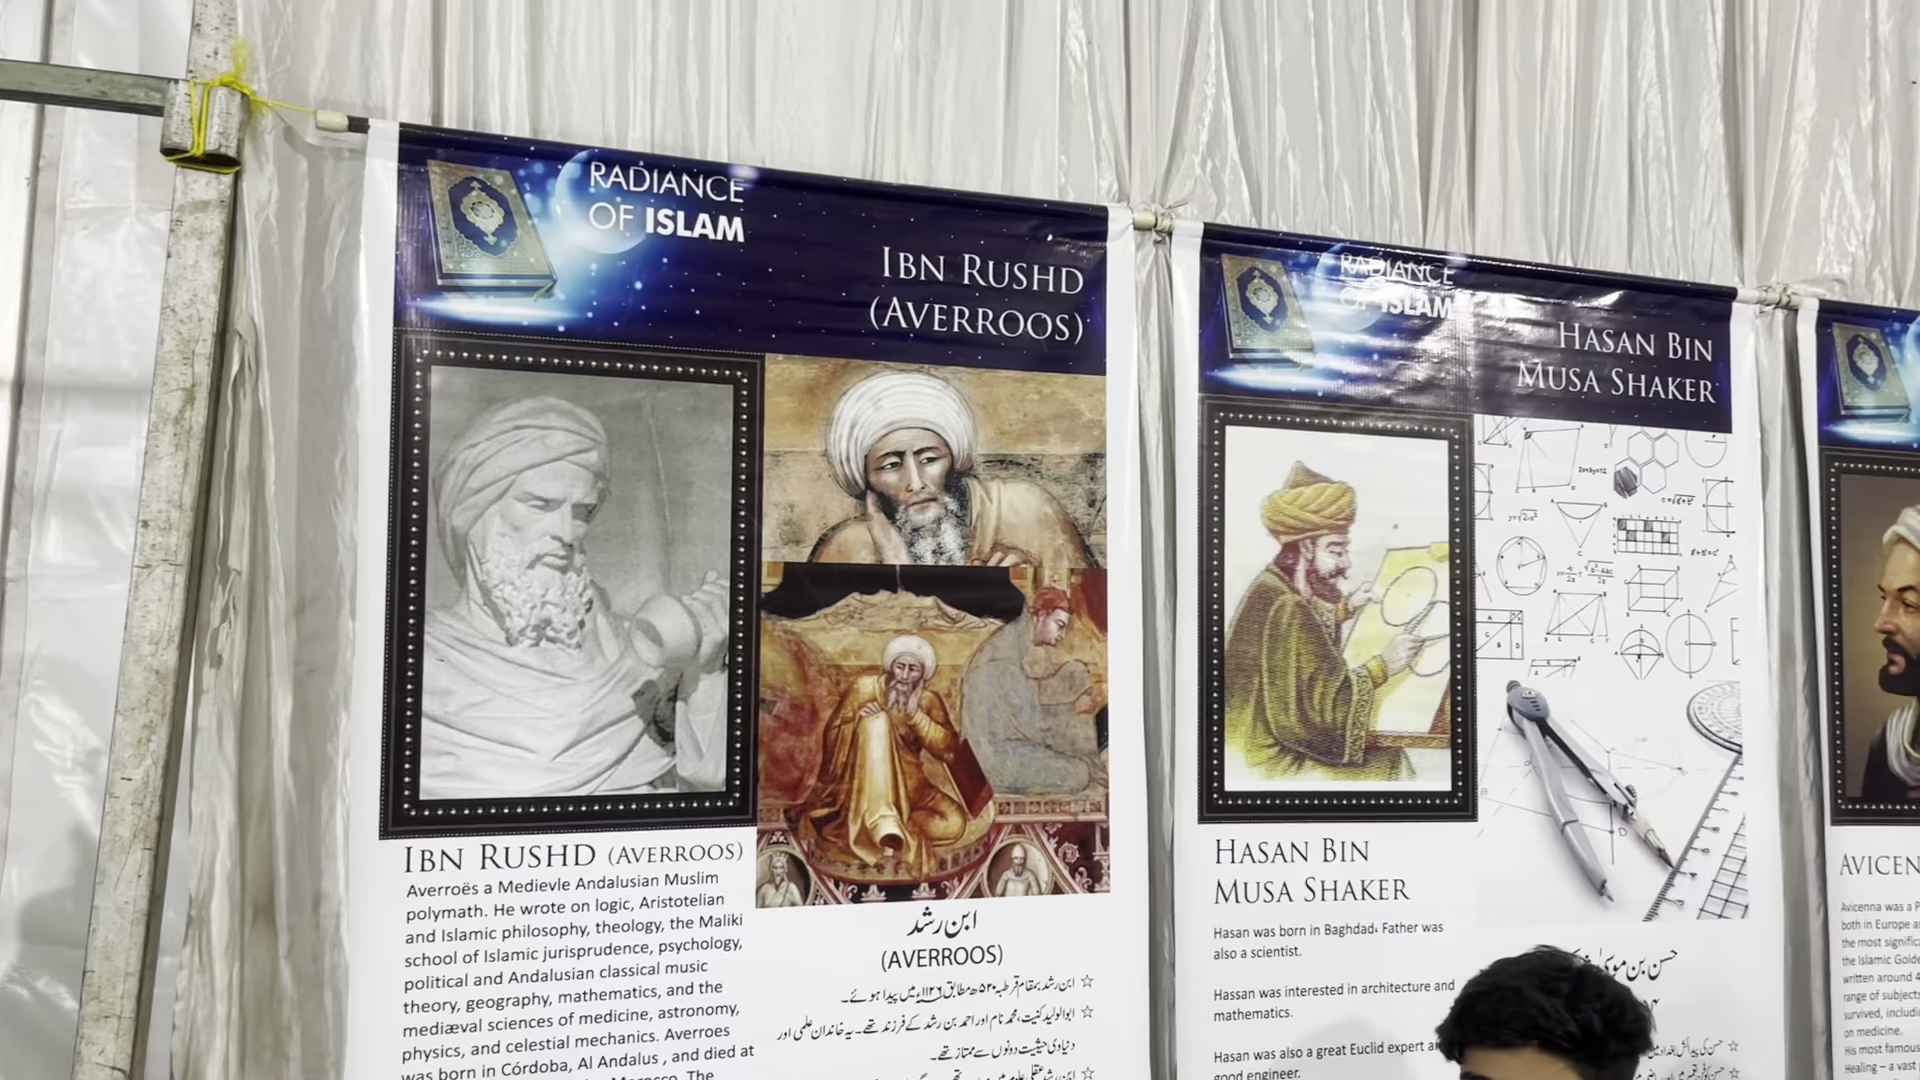 RADIANCE
OF ISLAM
IBN RUSHD
(AVERROOS)
IBN RUSHD (AVERROOS)
Averroës a Medievle Andalusian Muslim
polymath. He wrote on logic, Aristotelian
and Islamic philosophy, theology, the Maliki
school of Islamic jurisprudence, psychology,
political and Andalusian classical music
theory, geography, mathematics, and the
mediæval sciences of medicine, astronomy,
physics, and celestial mechanics. Averroes
was born in Córdoba, Al Andalus , and died at
Morocco. The
ابن رشد
(AVERROOS)
☆ ابن رشد بمقام قرطبہ ۵۲۰ھ مطابق ۱۱۲۶ء میں پیدا ہوئے۔
☆ ابوالولید کنیت، محمد نام اور احمد بن رشد کے فرزند تھے۔ یہ خاندان علمی اور
دنیاوی حیثیت دونوں سے ممتاز تھے۔
RADIANCE
OF ISLAM
HASAN BIN
MUSA SHAKER
HASAN BIN
MUSA SHAKER
Hasan was born in Baghdad. Father was
also a scientist.
Hassan was interested in architecture and
mathematics.
Hasan was also a great Euclid expert
good engineer.
حسن بن موسیٰ
Avicenna was a
both in Europe
the most
the Islamic
written around
range of
survived,
on medicine.
His most
Healing – a vast